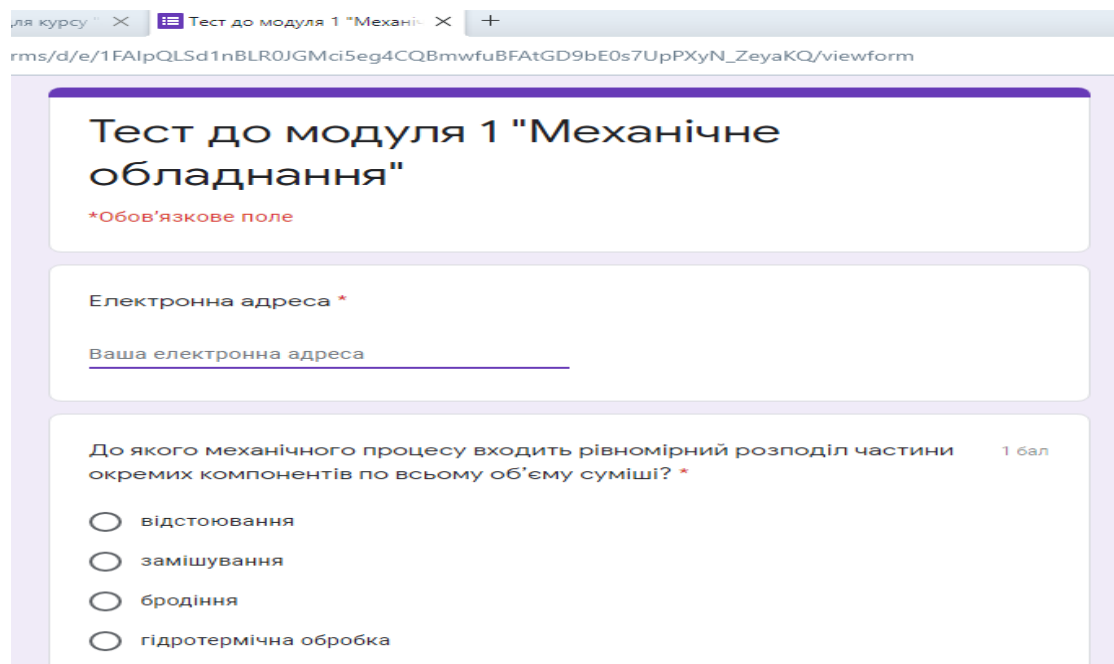 для курсу "
Тест до модуля 1 "Механіч
rms/d/e/1FAIpQLSd1nBLR0JGMci5eg4CQBmwfuBFAtGD9bE0s7UpPXyN_ZeyaKQ/viewform
Тест до модуля 1 "Механічне
обладнання"
*Обов'язкове поле
Електронна адреса *
Ваша електронна адреса
До якого механічного процесу входить рівномірний розподіл частини 1 бал
окремих компонентів по всьому об'єму суміші? *
відстоювання
замішування
бродіння
гідротермічна обробка